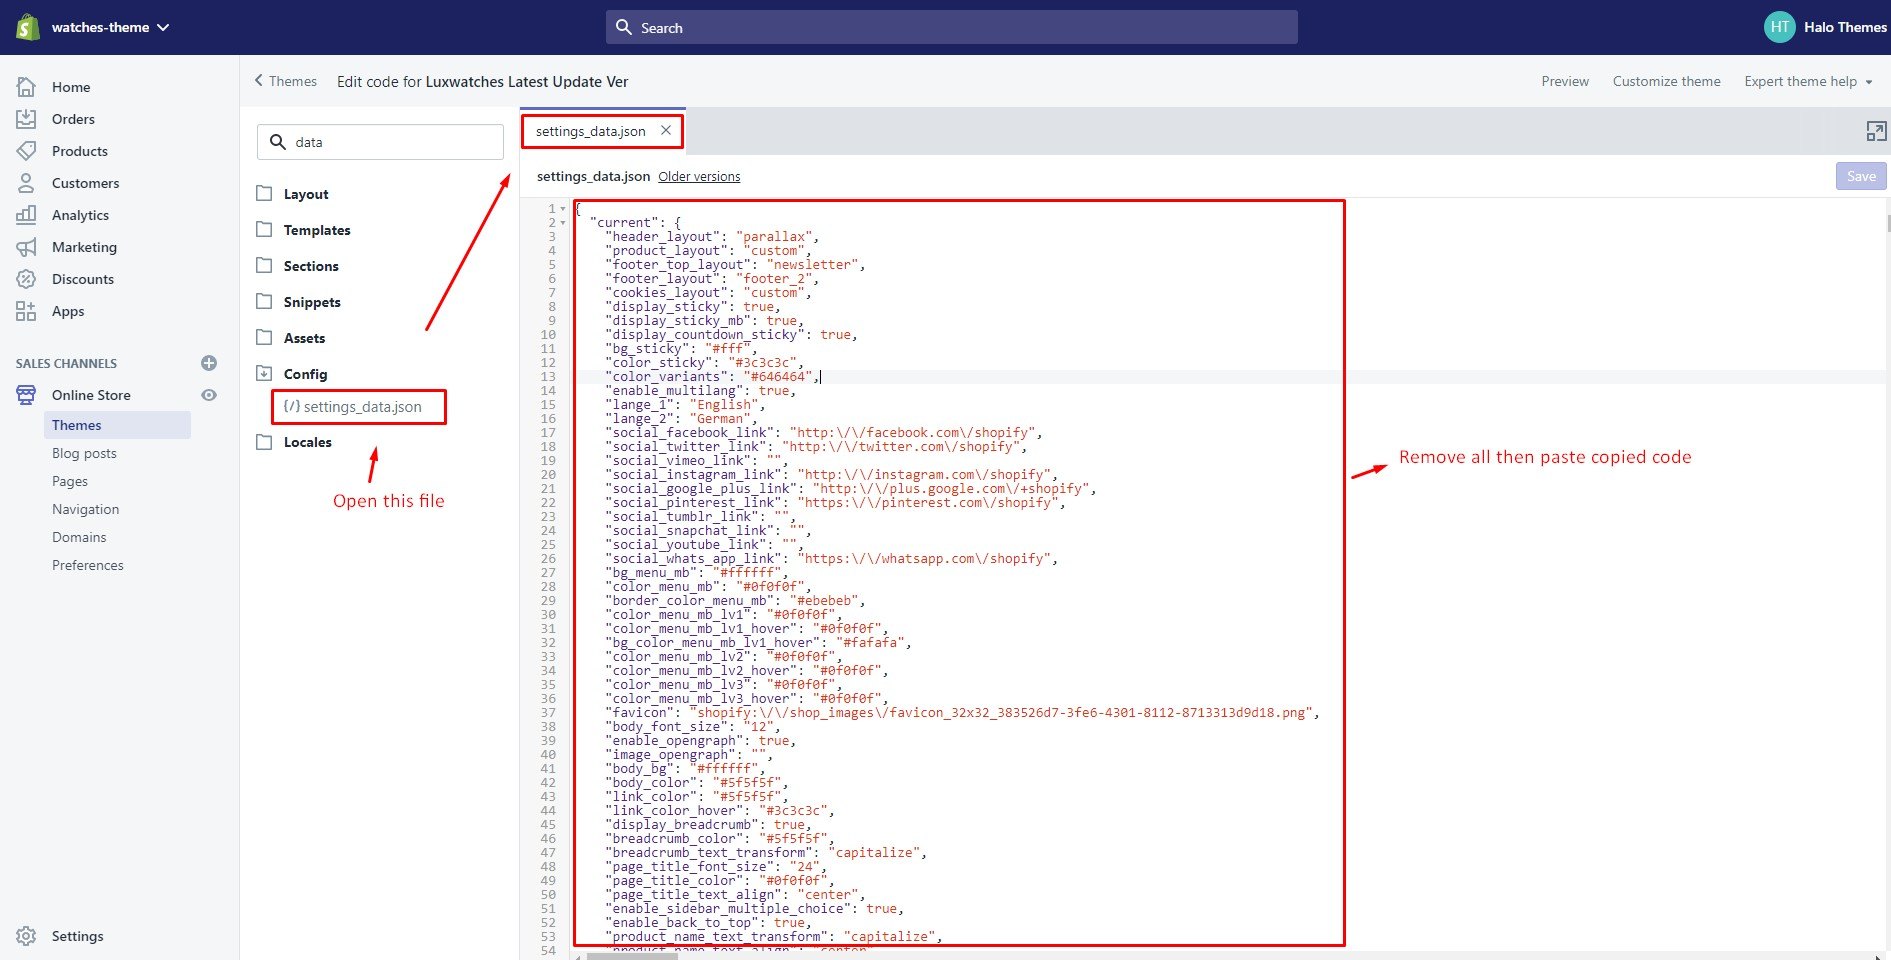 watches-theme
Search
HT Halo Themes
Home
Orders
Products
Customers
Analytics
Marketing
Discounts
Apps
SALES CHANNELS
Online Store
Themes
Blog posts
Pages
Navigation
Domains
Preferences
Settings
Themes Edit code for Luxwatches Latest Update Ver
Preview Customize theme Expert theme help
data
Layout
Templates
Sections
Snippets
Assets
Config
{/} settings_data.json
Locales
Open this file
settings_data.json ×
settings_data.json Older versions
Save
1 {
2 "current": {
3 "header_layout": "parallax",
4 "product_layout": "custom",
5 "footer_top_layout": "newsletter",
6 "footer_layout": "footer_2",
7 "cookies_layout": "custom",
8 "display_sticky": true,
9 "display_sticky_mb": true,
10 "display_countdown_sticky": true,
11 "bg_sticky": "#fff",
12 "color_sticky": "#3c3c3c",
13 "color_variants": "#646464",
14 "enable_multilang": true,
15 "lange_1": "English",
16 "lange_2": "German",
17 "social_facebook_link": "http:\/\/facebook.com\/shopify",
18 "social_twitter_link": "http:\/\/twitter.com\/shopify",
19 "social_vimeo_link": "",
20 "social_instagram_link": "http:\/\/instagram.com\/shopify",
21 "social_google_plus_link": "http:\/\/plus.google.com\/+shopify",
22 "social_pinterest_link": "https:\/\/pinterest.com\/shopify",
23 "social_tumblr_link": "",
24 "social_snapchat_link": "",
25 "social_youtube_link": "",
26 "social_whats_app_link": "https:\/\/whatsapp.com\/shopify",
27 "bg_menu_mb": "#ffffff",
28 "color_menu_mb": "#0f0f0f",
29 "border_color_menu_mb": "#ebebeb",
30 "color_menu_mb_lv1": "#0f0f0f",
31 "color_menu_mb_lv1_hover": "#0f0f0f",
32 "bg_color_menu_mb_lv1_hover": "#fafafa",
33 "color_menu_mb_lv2": "#0f0f0f",
34 "color_menu_mb_lv2_hover": "#0f0f0f",
35 "color_menu_mb_lv3": "#0f0f0f",
36 "color_menu_mb_lv3_hover": "#0f0f0f",
37 "favicon": "shopify:\/\/shop_images\/favicon_32x32_383526d7-3fe6-4301-8112-8713313d9d18.png",
38 "body_font_size": "12",
39 "enable_opengraph": true,
40 "image_opengraph": "",
41 "body_bg": "#ffffff",
42 "body_color": "#5f5f5f",
43 "link_color": "#5f5f5f",
44 "link_color_hover": "#3c3c3c",
45 "display_breadcrumb": true,
46 "breadcrumb_color": "#5f5f5f",
47 "breadcrumb_text_transform": "capitalize",
48 "page_title_font_size": "24",
49 "page_title_color": "#0f0f0f",
50 "page_title_text_align": "center",
51 "enable_sidebar_multiple_choice": true,
52 "enable_back_to_top": true,
53 "product_name_text_transform": "capitalize",
54 "product_name_text_align": "center"
Remove all then paste copied code